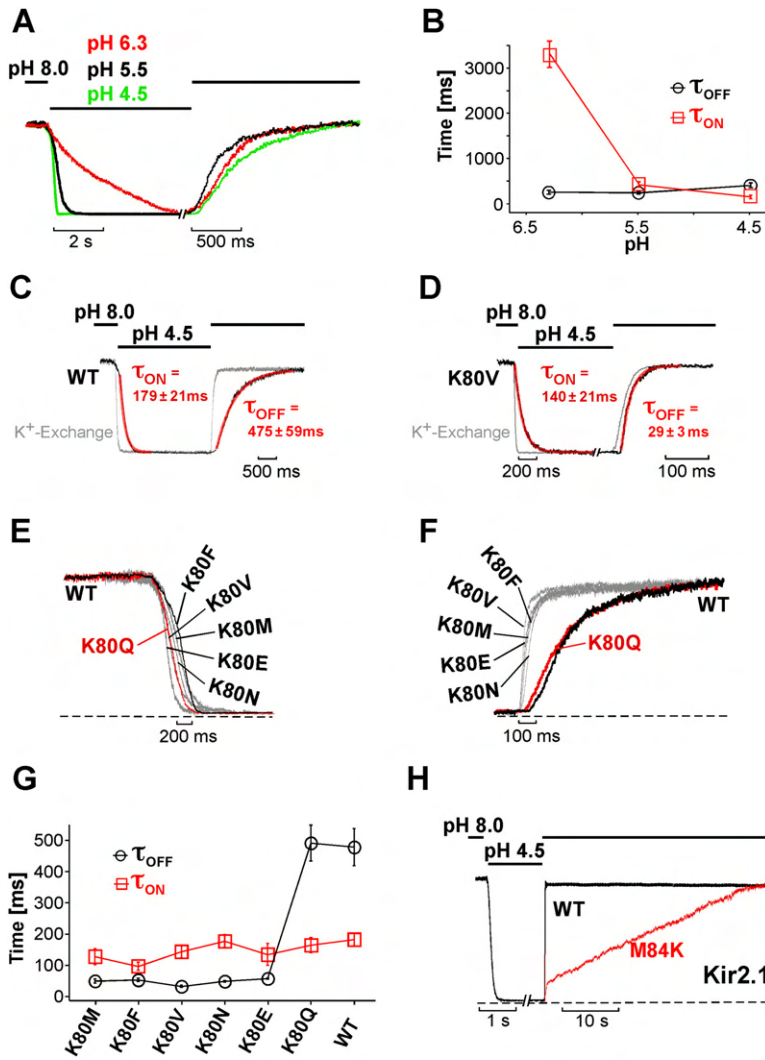 A
pH 6.3
pH 8.0
pH 5.5
pH 4.5
2 s
500 ms
B
Time [ms]
3000
2000
1000
0
6.5
5.5
4.5
pH
τOFF
τON
C
pH 8.0
pH 4.5
WT
τON =
179 ± 21ms
τOFF =
475 ± 59ms
K+-Exchange
500 ms
D
pH 8.0
pH 4.5
K80V
τON =
140 ± 21ms
τOFF =
29 ± 3 ms
K+-Exchange
200 ms
100 ms
E
WT
K80F
K80V
K80Q
K80M
K80E
K80N
200 ms
F
K80F
K80V
WT
K80M
K80Q
K80E
K80N
100 ms
G
Time [ms]
500
400
300
200
100
0
τOFF
τON
K80M
K80F
K80V
K80N
K80E
K80Q
WT
H
pH 8.0
pH 4.5
WT
M84K
Kir2.1
1 s
10 s